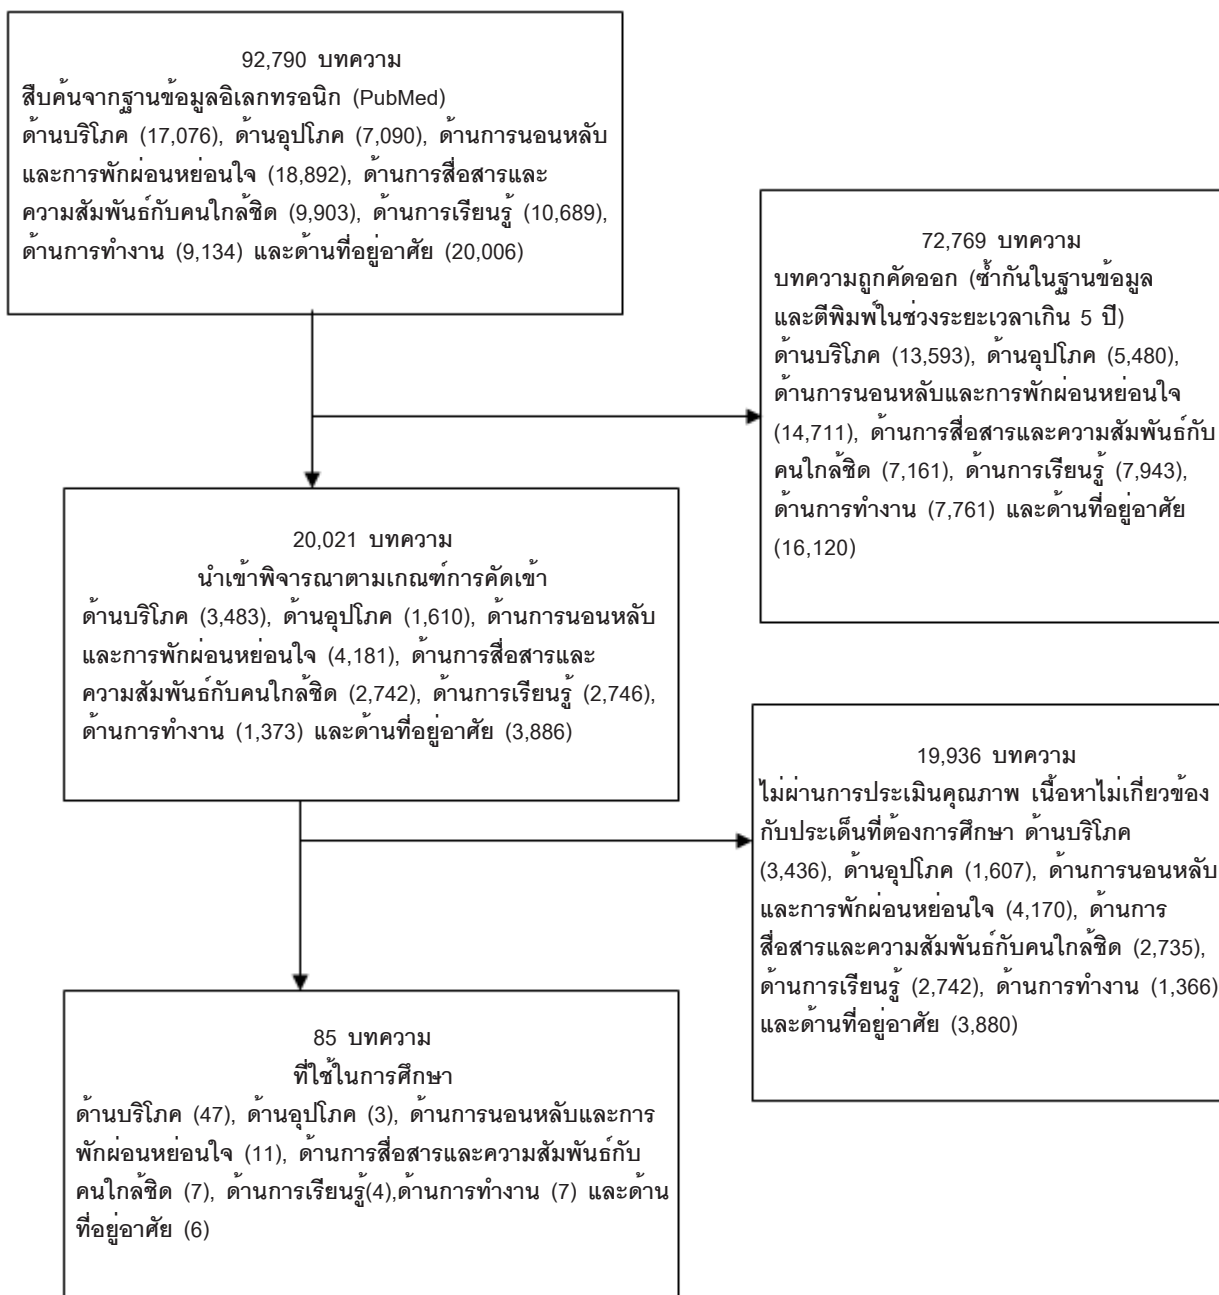 92,790 บทความ
สืบค้นจากฐานข้อมูลอิเลกทรอนิก (PubMed)
ด้านบริโภค (17,076), ด้านอุปโภค (7,090), ด้านการนอนหลับ
และการพักผ่อนหย่อนใจ (18,892), ด้านการสื่อสารและ
ความสัมพันธ์กับคนใกล้ชิด (9,903), ด้านการเรียนรู้ (10,689),
ด้านการทำงาน (9,134) และด้านที่อยู่อาศัย (20,006)
72,769 บทความ
บทความถูกคัดออก (ซ้ำกันในฐานข้อมูล
และตีพิมพ์ในช่วงระยะเวลาเกิน 5 ปี)
ด้านบริโภค (13,593), ด้านอุปโภค (5,480),
ด้านการนอนหลับและการพักผ่อนหย่อนใจ
(14,711), ด้านการสื่อสารและความสัมพันธ์กับ
คนใกล้ชิด (7,161), ด้านการเรียนรู้ (7,943),
ด้านการทำงาน (7,761) และด้านที่อยู่อาศัย
(16,120)
20,021 บทความ
นำเข้าพิจารณาตามเกณฑ์การคัดเข้า
ด้านบริโภค (3,483), ด้านอุปโภค (1,610), ด้านการนอนหลับ
และการพักผ่อนหย่อนใจ (4,181), ด้านการสื่อสารและ
ความสัมพันธ์กับคนใกล้ชิด (2,742), ด้านการเรียนรู้ (2,746),
ด้านการทำงาน (1,373) และด้านที่อยู่อาศัย (3,886)
19,936 บทความ
ไม่ผ่านการประเมินคุณภาพ เนื้อหาไม่เกี่ยวข้อง
กับประเด็นที่ต้องการศึกษา ด้านบริโภค
(3,436), ด้านอุปโภค (1,607), ด้านการนอนหลับ
และการพักผ่อนหย่อนใจ (4,170), ด้านการ
สื่อสารและความสัมพันธ์กับคนใกล้ชิด (2,735),
ด้านการเรียนรู้ (2,742), ด้านการทำงาน (1,366)
และด้านที่อยู่อาศัย (3,880)
85 บทความ
ที่ใช้ในการศึกษา
ด้านบริโภค (47), ด้านอุปโภค (3), ด้านการนอนหลับและการ
พักผ่อนหย่อนใจ (11), ด้านการสื่อสารและความสัมพันธ์กับ
คนใกล้ชิด (7), ด้านการเรียนรู้(4),ด้านการทำงาน (7) และด้าน
ที่อยู่อาศัย (6)